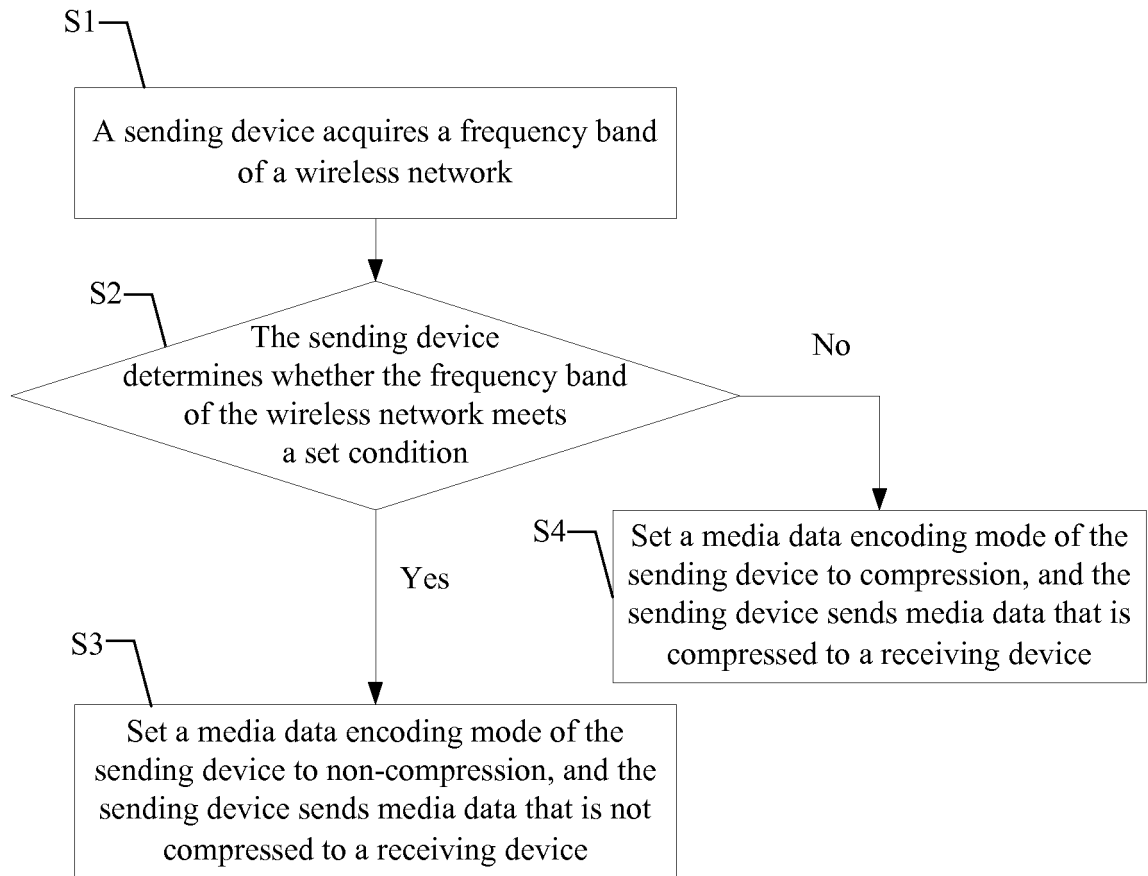 S1
A sending device acquires a frequency band
of a wireless network
S2
The sending device
determines whether the frequency band
of the wireless network meets
a set condition
No
Yes
S4
Set a media data encoding mode of the
sending device to compression, and the
sending device sends media data that is
compressed to a receiving device
S3
Set a media data encoding mode of the
sending device to non-compression, and the
sending device sends media data that is not
compressed to a receiving device